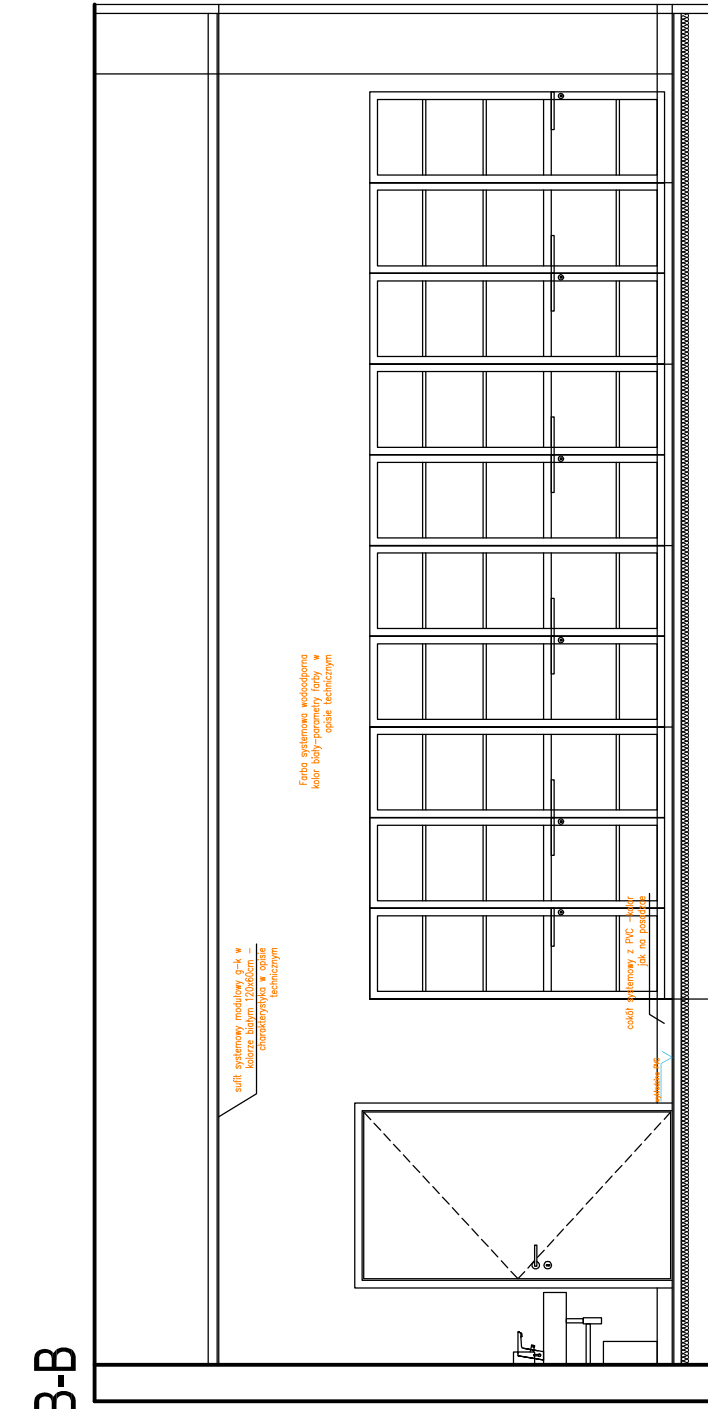 B-B
sufit systemowy modułowy g-k w
kolorze białym 120x60cm -
charakterystyka w opisie
technicznym
Farba systemowa wodoodporna
kolor biały-parametry farby w
opisie technicznym
cokół systemowy z PVC -kolor
jak na posadzce